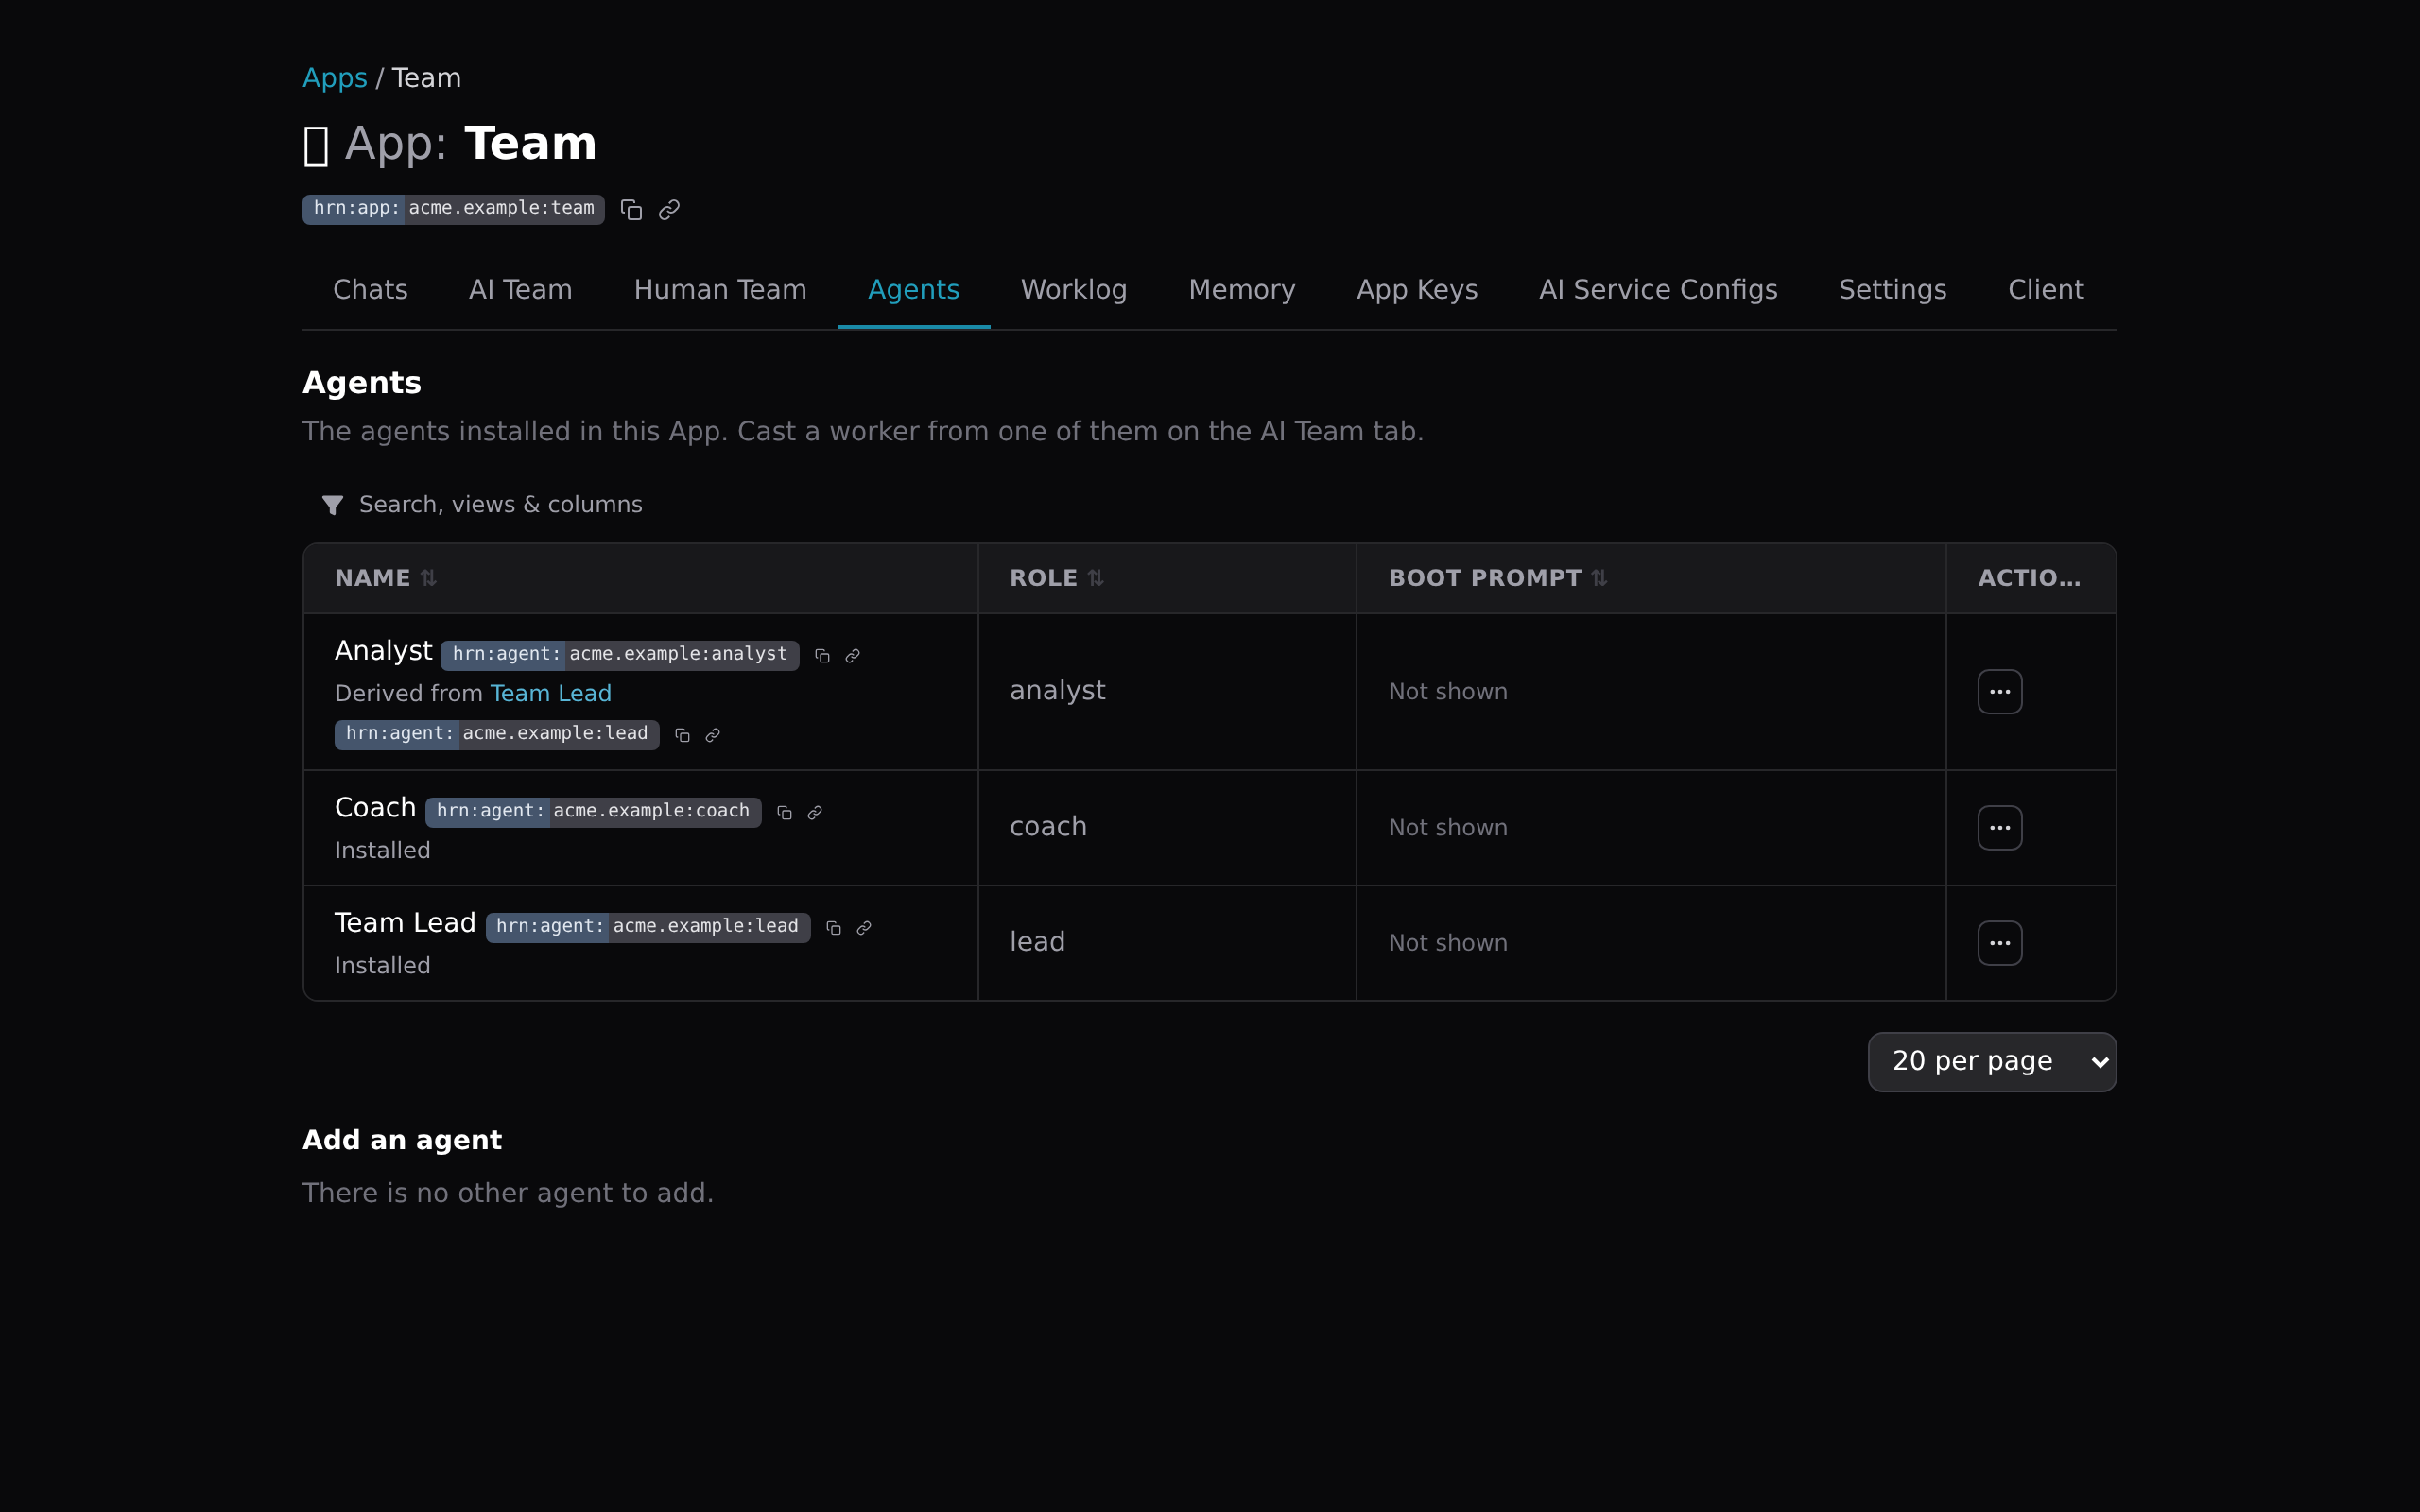 Apps / Team
App: Team
hrn:app: acme.example:team
Chats AI Team Human Team Agents Worklog Memory App Keys AI Service Configs Settings Client
Agents
The agents installed in this App. Cast a worker from one of them on the AI Team tab.
Search, views & columns
NAME ⇅ ROLE ⇅ BOOT PROMPT ⇅ ACTIO…
Analyst hrn:agent: acme.example:analyst
Derived from Team Lead
hrn:agent: acme.example:lead
analyst Not shown
Coach hrn:agent: acme.example:coach
Installed
coach Not shown
Team Lead hrn:agent: acme.example:lead
Installed
lead Not shown
20 per page
Add an agent
There is no other agent to add.